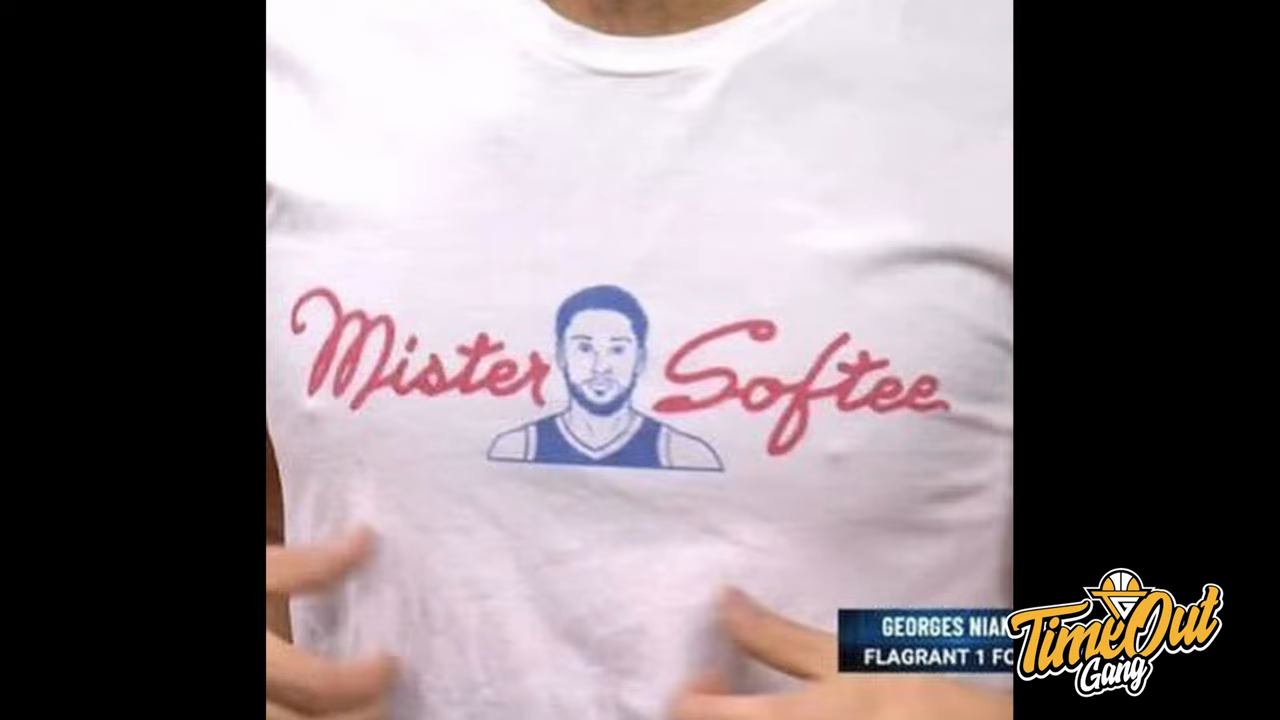 Mister Softee
GEORGES NIAN
FLAGRANT 1 FO
TimeOut
Gang